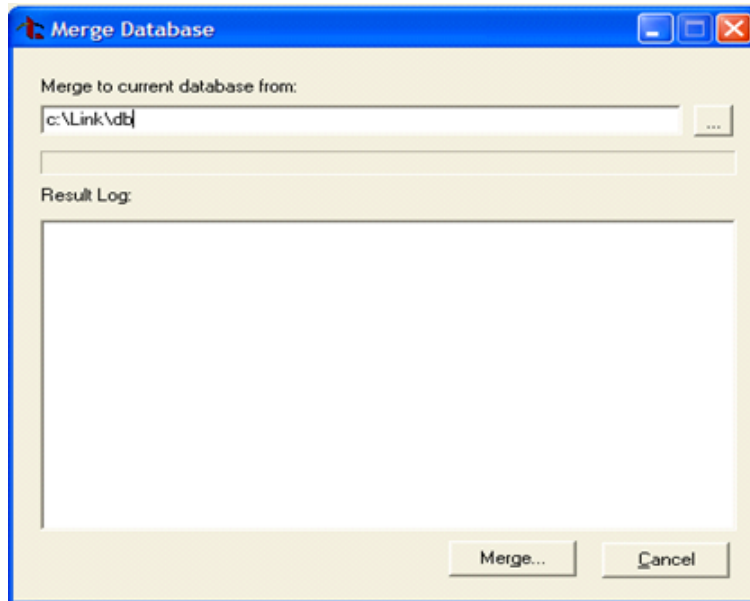 Merge Database
Merge to current database from:
c:\Link\db
...
Result Log:
Merge...
Cancel